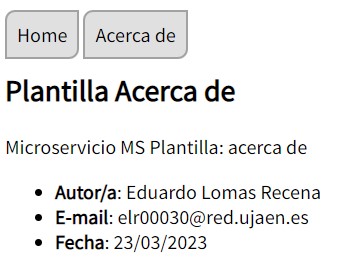 Home Acerca de
Plantilla Acerca de
Microservicio MS Plantilla: acerca de
• Autor/a: Eduardo Lomas Recena
• E-mail: elr00030@red.ujaen.es
• Fecha: 23/03/2023